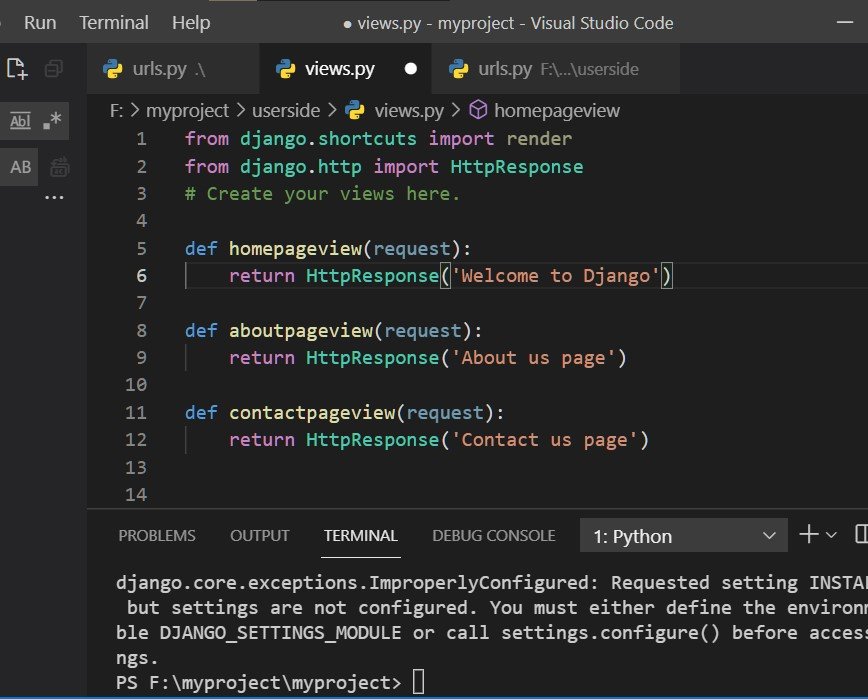 Run Terminal Help ● views.py - myproject - Visual Studio Code
urls.py .\ views.py ● urls.py F:\...\userside
F: > myproject > userside > views.py > homepageview
Abl .*
AB
...
1 from django.shortcuts import render
2 from django.http import HttpResponse
3 # Create your views here.
4
5 def homepageview(request):
6     return HttpResponse('Welcome to Django')
7
8 def aboutpageview(request):
9     return HttpResponse('About us page')
10
11 def contactpageview(request):
12     return HttpResponse('Contact us page')
13
14
PROBLEMS OUTPUT TERMINAL DEBUG CONSOLE 1: Python
django.core.exceptions.ImproperlyConfigured: Requested setting INSTA
 but settings are not configured. You must either define the environ
ble DJANGO_SETTINGS_MODULE or call settings.configure() before acces
ngs.
PS F:\myproject\myproject>